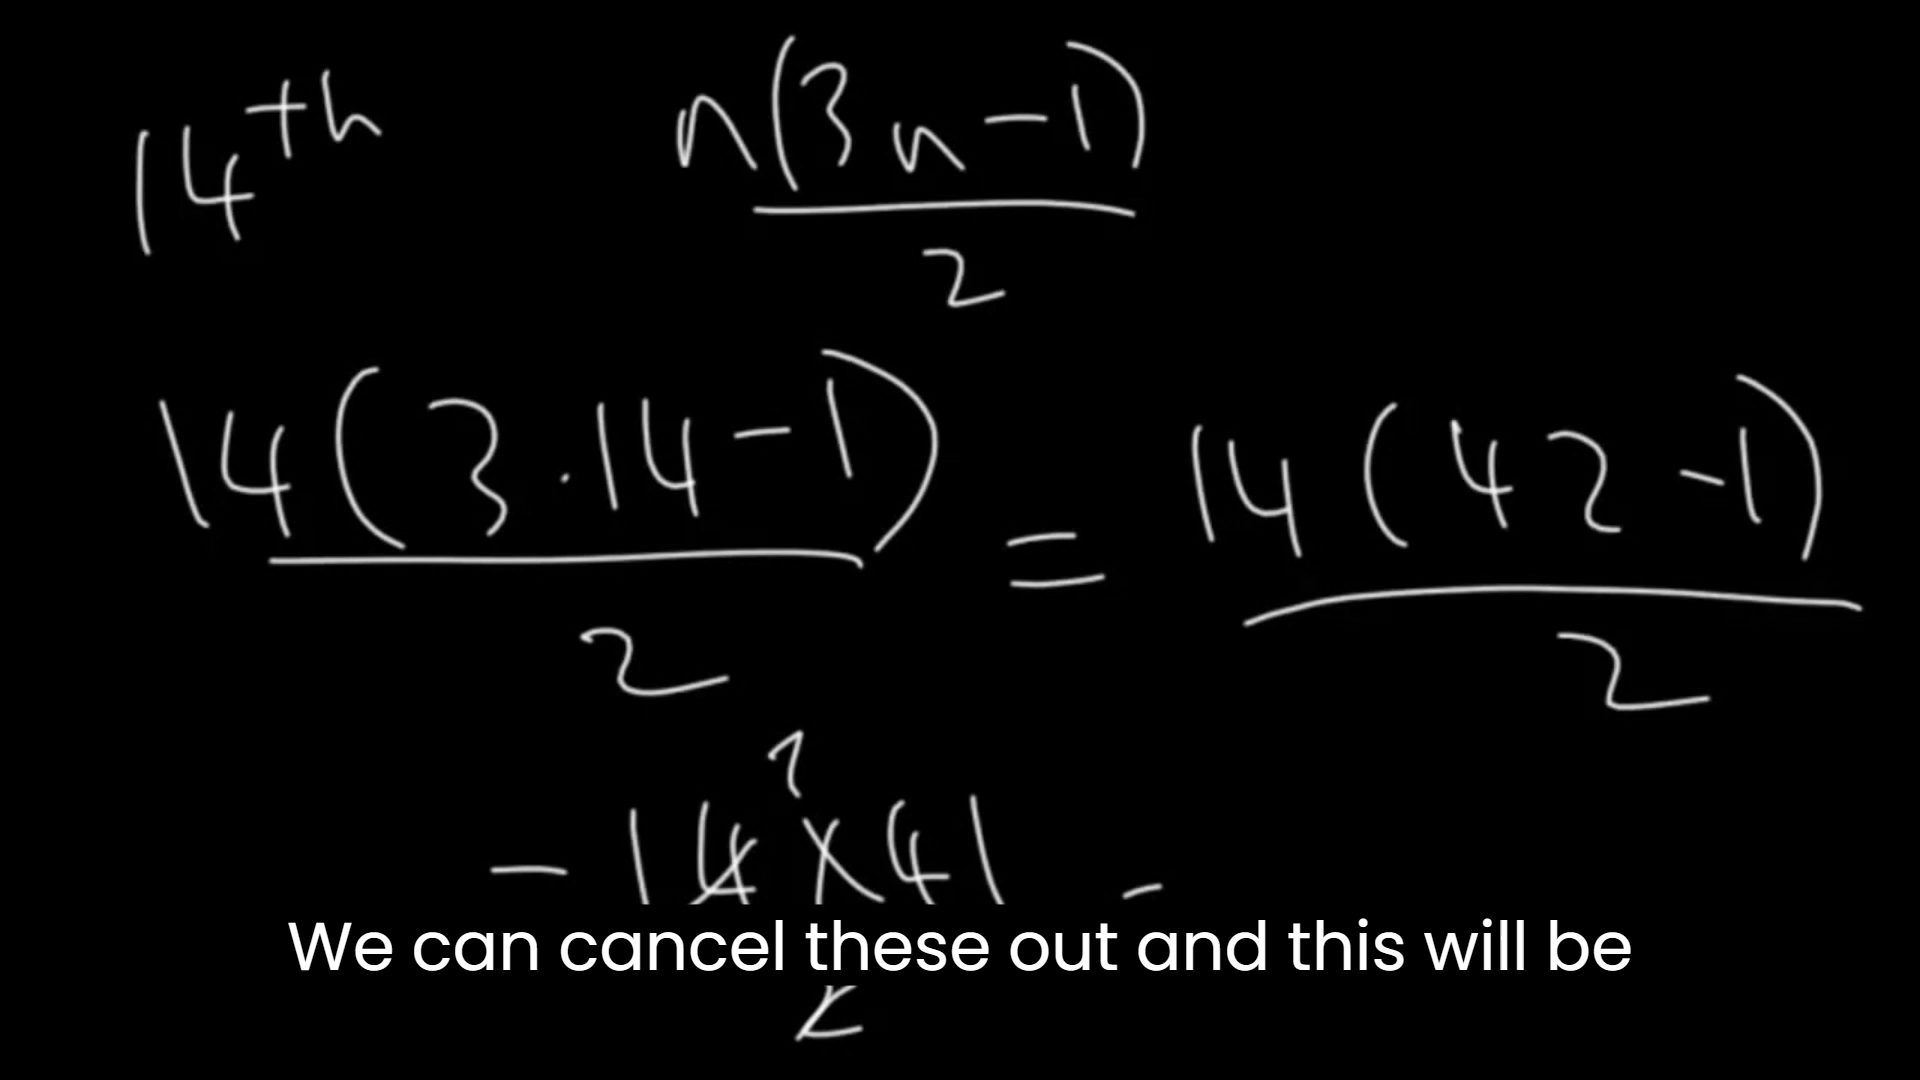 14th n(3n-1)/2
14(3·14-1)/2 = 14(42-1)/2
7
- 14×41 -
We can cancel these out and this will be
2